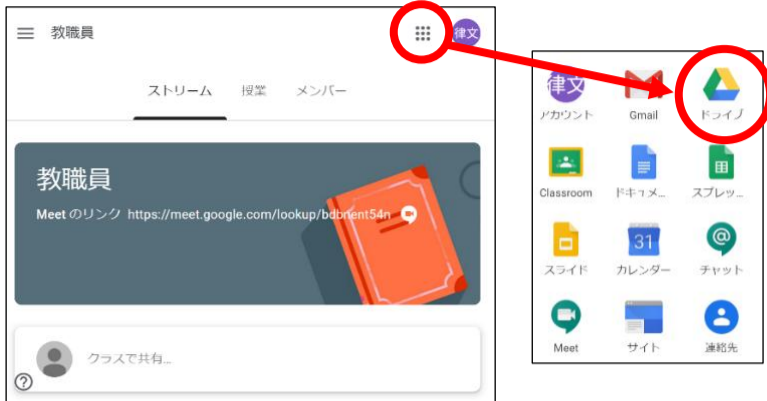 教職員
律文
ストリーム 授業 メンバー
教職員
Meet のリンク https://meet.google.com/lookup/bdbnent54n
クラスで共有...
律文
アカウント Gmail ドライブ
Classroom ドキュメ... スプレッ...
31
スライド カレンダー チャット
Meet サイト 連絡先